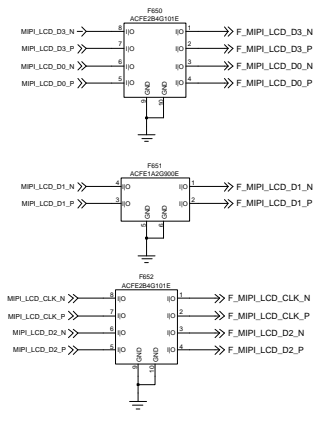 F650
ACFE2B4G101E
MIPI_LCD_D3_N 8 I|O I|O 1 F_MIPI_LCD_D3_N
MIPI_LCD_D3_P 7 I|O I|O 2 F_MIPI_LCD_D3_P
MIPI_LCD_D0_N 6 I|O I|O 3 F_MIPI_LCD_D0_N
MIPI_LCD_D0_P 5 I|O I|O 4 F_MIPI_LCD_D0_P
GND GND
9 10
F651
ACFE1A2G900E
MIPI_LCD_D1_N 4 I|O I|O 1 F_MIPI_LCD_D1_N
MIPI_LCD_D1_P 3 I|O I|O 2 F_MIPI_LCD_D1_P
GND GND
5 6
F652
ACFE2B4G101E
MIPI_LCD_CLK_N 8 I|O I|O 1 F_MIPI_LCD_CLK_N
MIPI_LCD_CLK_P 7 I|O I|O 2 F_MIPI_LCD_CLK_P
MIPI_LCD_D2_N 6 I|O I|O 3 F_MIPI_LCD_D2_N
MIPI_LCD_D2_P 5 I|O I|O 4 F_MIPI_LCD_D2_P
GND GND
9 10